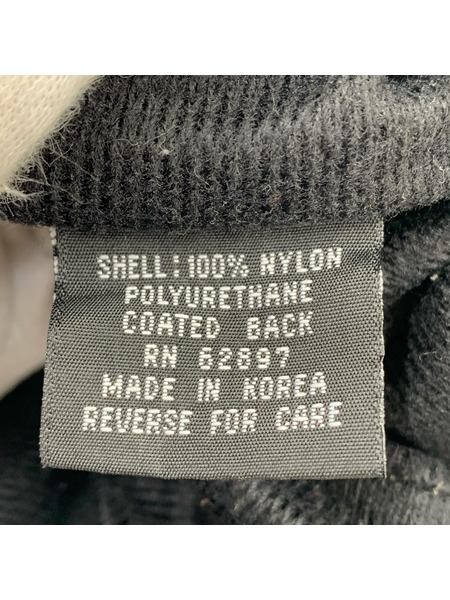 SHELL: 100% NYLON
POLYURETHANE
COATED BACK
RN 62897
MADE IN KOREA
REVERSE FOR CARE